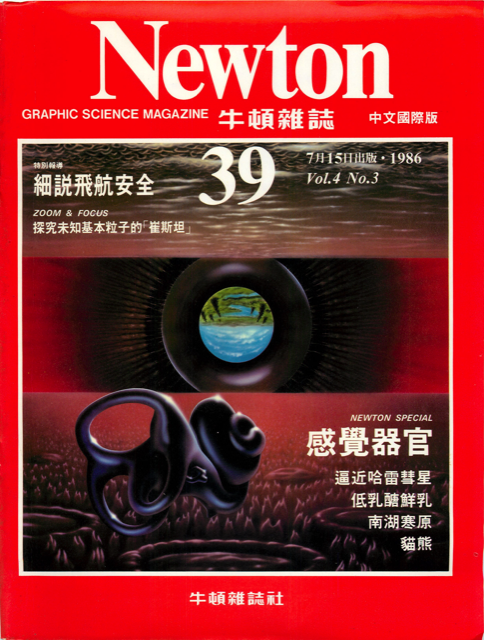 Newton
GRAPHIC SCIENCE MAGAZINE 牛頓雜誌 中文國際版
特別報導
細説飛航安全
39
7月15日出版·1986
Vol.4 No.3
ZOOM & FOCUS
探究未知基本粒子的「崔斯坦」
NEWTON SPECIAL
感覺器官
逼近哈雷彗星
低乳醣鮮乳
南湖寒原
貓熊
牛頓雜誌社